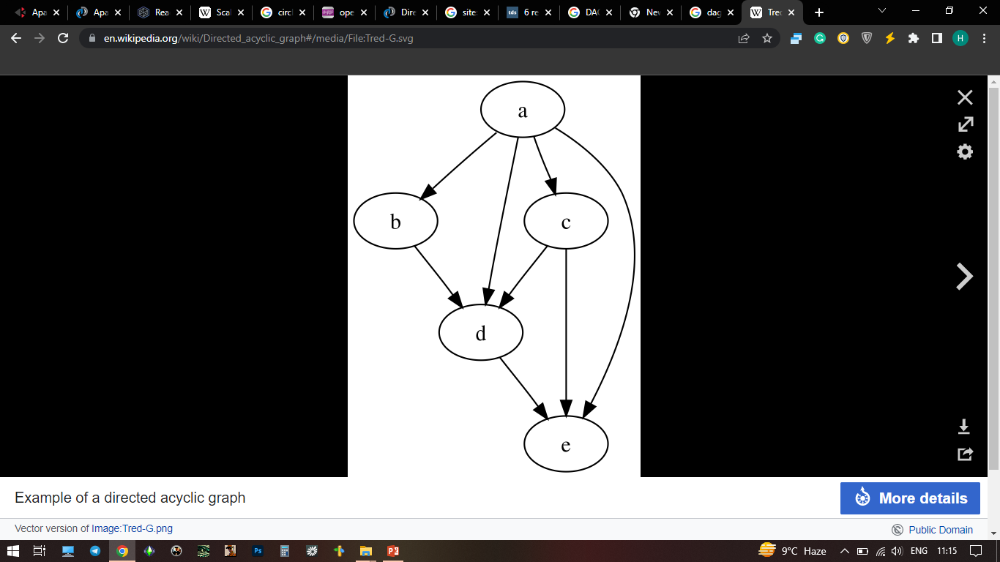 Apa
Apa
Rea
Scal
circ
ope
Dire
site:
6 re
DA
Nev
dag
Tred
en.wikipedia.org/wiki/Directed_acyclic_graph#/media/File:Tred-G.svg
H
a
b
c
d
e
Example of a directed acyclic graph
More details
Vector version of Image:Tred-G.png
Public Domain
9°C Haze
ENG
11:15